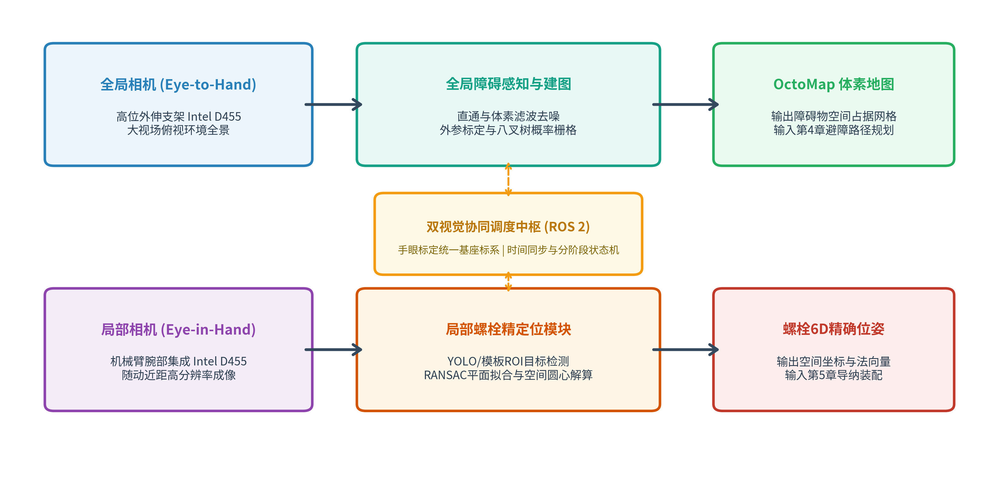 全局相机 (Eye-to-Hand)
高位外伸支架 Intel D455
大视场俯视环境全景
全局障碍感知与建图
直通与体素滤波去噪
外参标定与八叉树概率栅格
OctoMap 体素地图
输出障碍物空间占据网格
输入第4章避障路径规划
双视觉协同调度中枢 (ROS 2)
手眼标定统一基座标系 | 时间同步与分阶段状态机
局部相机 (Eye-in-Hand)
机械臂腕部集成 Intel D455
随动近距高分辨率成像
局部螺栓精定位模块
YOLO/模板ROI目标检测
RANSAC平面拟合与空间圆心解算
螺栓6D精确位姿
输出空间坐标与法向量
输入第5章导纳装配